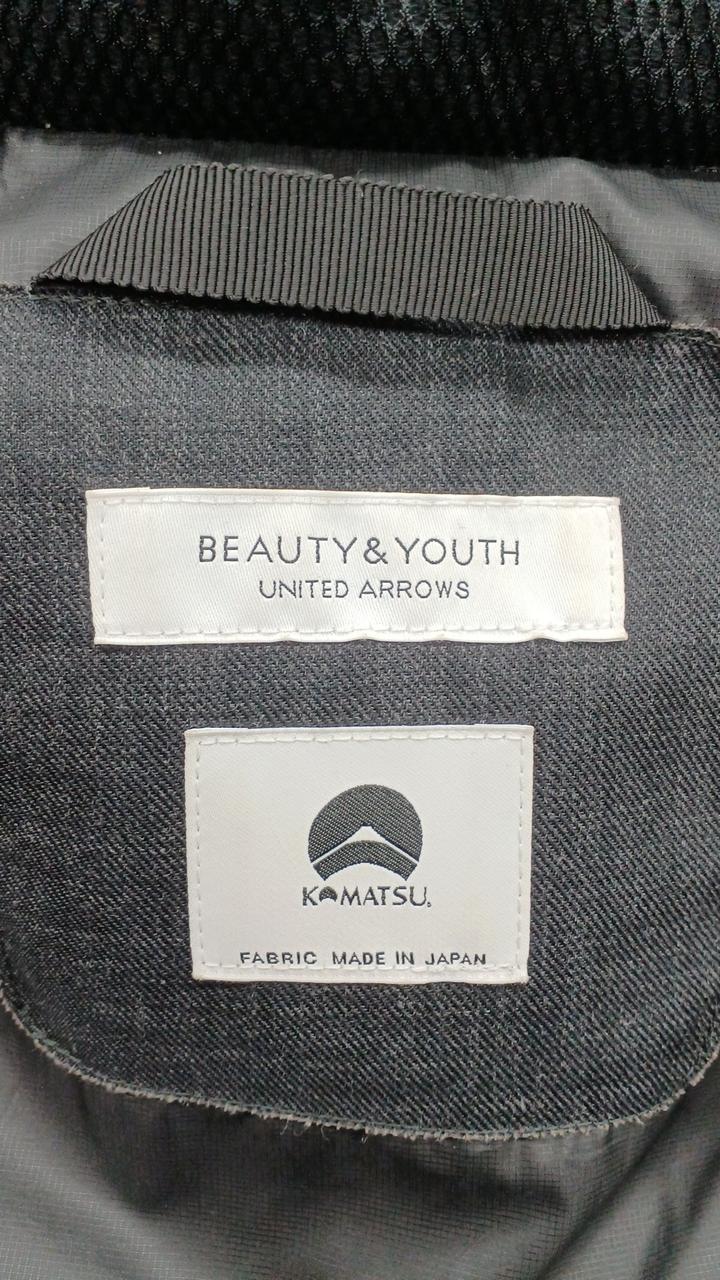 BEAUTY&YOUTH
UNITED ARROWS
KOMATSU.
FABRIC MADE IN JAPAN